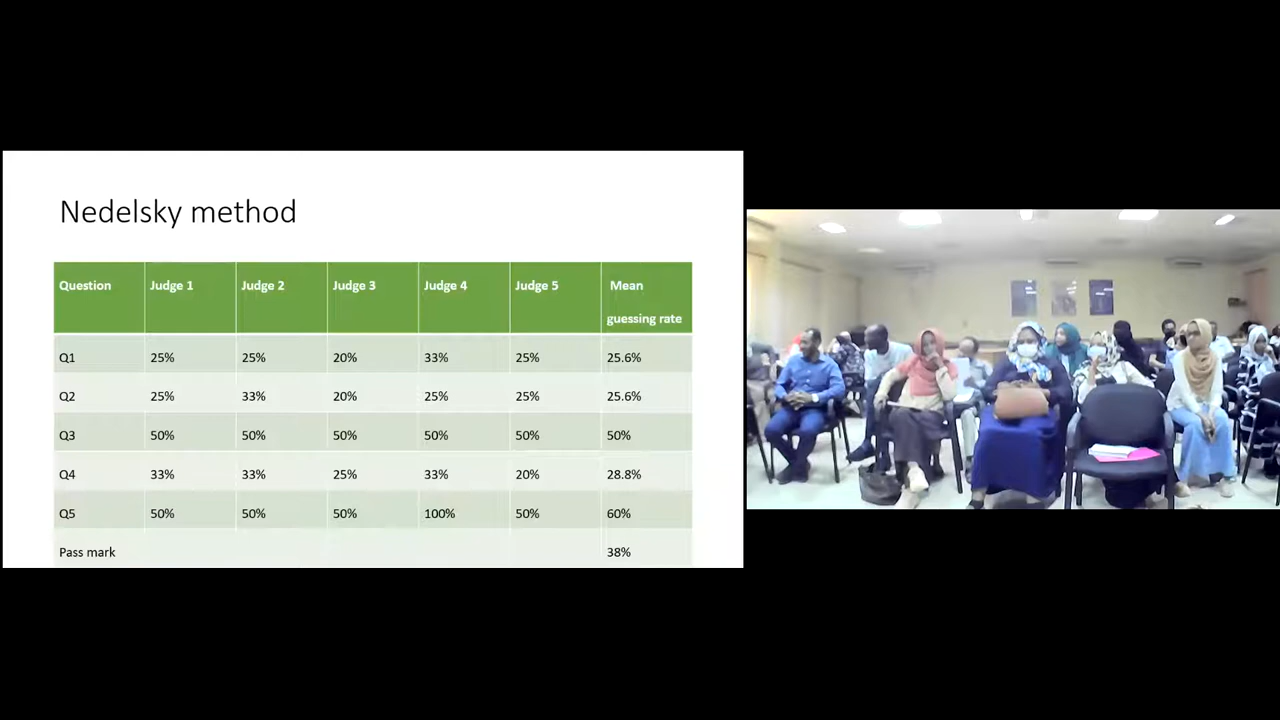 Nedelsky method
Question Judge 1 Judge 2 Judge 3 Judge 4 Judge 5 Mean
guessing rate
Q1 25% 25% 20% 33% 25% 25.6%
Q2 25% 33% 20% 25% 25% 25.6%
Q3 50% 50% 50% 50% 50% 50%
Q4 33% 33% 25% 33% 20% 28.8%
Q5 50% 50% 50% 100% 50% 60%
Pass mark 38%